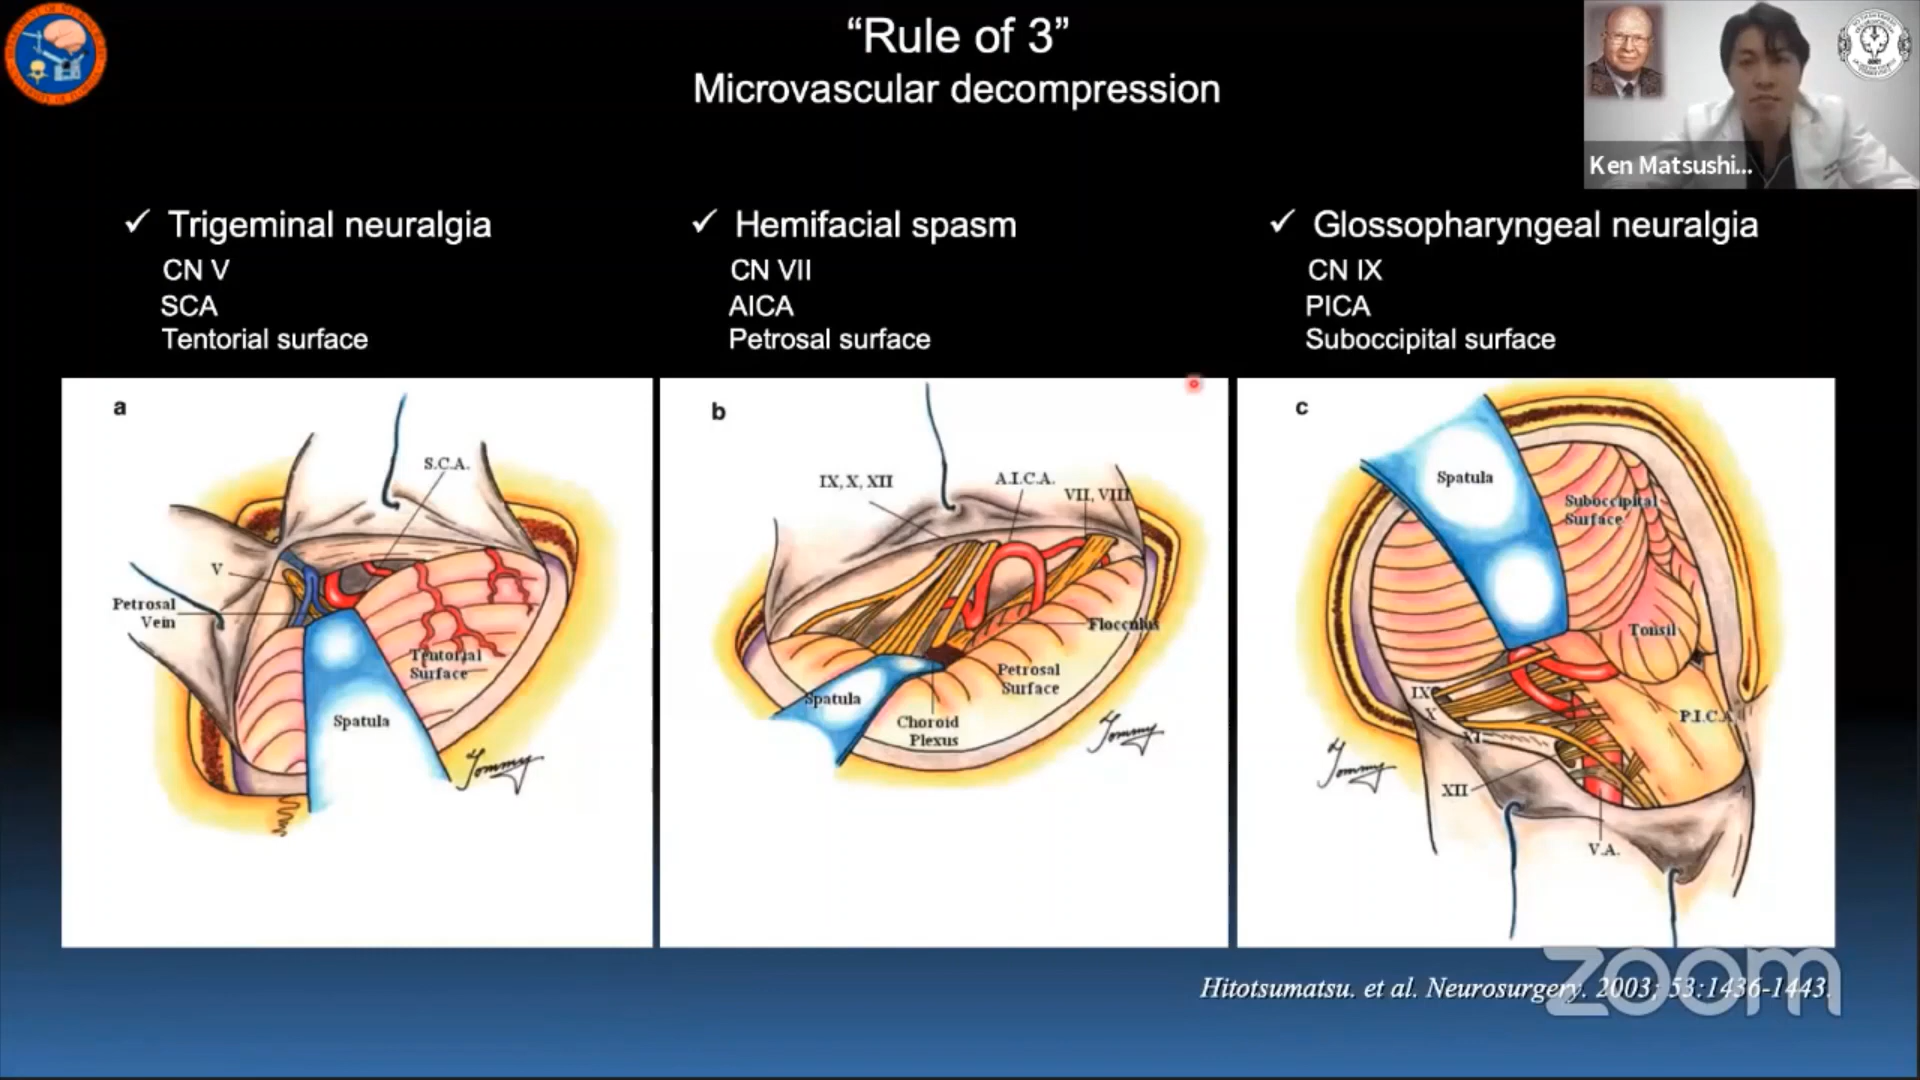 “Rule of 3”
Microvascular decompression
Ken Matsushi...
✓ Trigeminal neuralgia
CN V
SCA
Tentorial surface
✓ Hemifacial spasm
CN VII
AICA
Petrosal surface
✓ Glossopharyngeal neuralgia
CN IX
PICA
Suboccipital surface
a
S.C.A.
V
Petrosal
Vein
Tentorial
Surface
Spatula
Tommy
b
IX, X, XII
A.I.C.A.
VII, VIII
Flocculus
Petrosal
Surface
Spatula
Choroid
Plexus
Tommy
c
Spatula
Suboccipital
Surface
Tonsil
IX
X
P.I.C.A.
XI
XII
V.A.
Tommy
Hitotsumatsu. et al. Neurosurgery. 2003; 53:1436-1443.
zoom